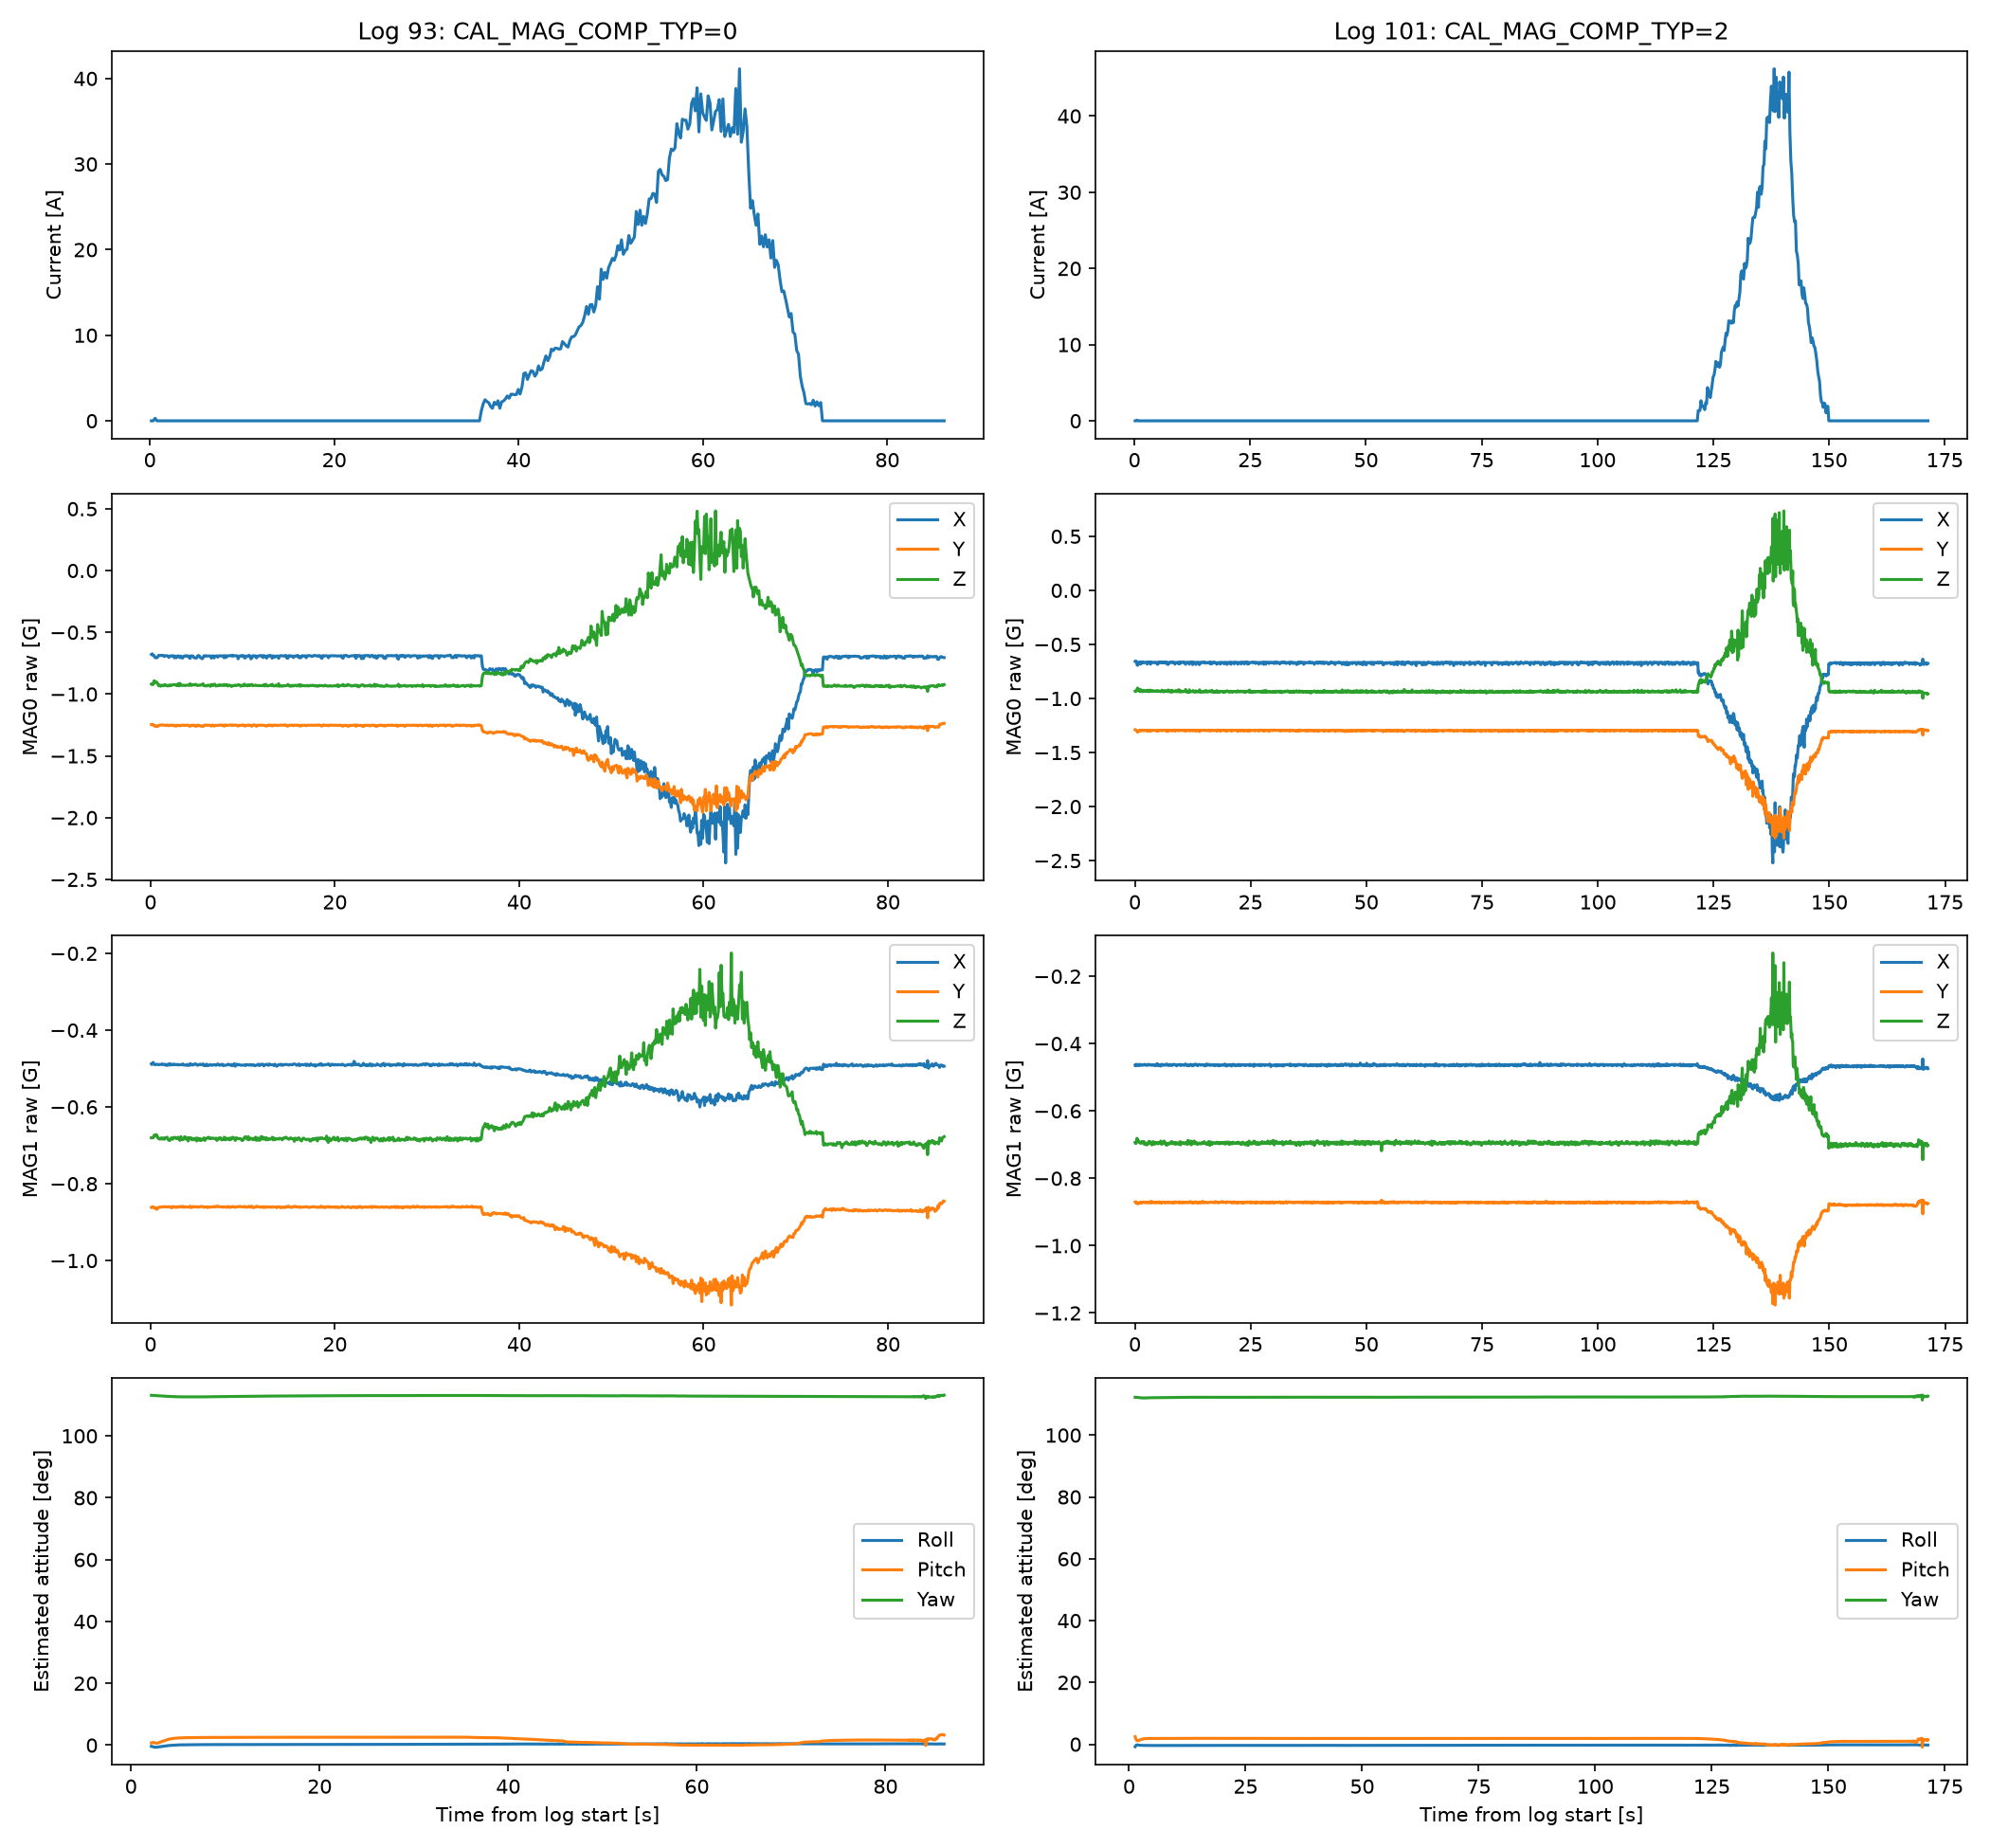 Log 93: CAL_MAG_COMP_TYP=0
Log 101: CAL_MAG_COMP_TYP=2
Current [A]
40
30
20
10
0
0 20 40 60 80
Current [A]
40
30
20
10
0
0 25 50 75 100 125 150 175
MAG0 raw [G]
0.5
0.0
−0.5
−1.0
−1.5
−2.0
−2.5
X
Y
Z
0 20 40 60 80
MAG0 raw [G]
0.5
0.0
−0.5
−1.0
−1.5
−2.0
−2.5
X
Y
Z
0 25 50 75 100 125 150 175
MAG1 raw [G]
−0.2
−0.4
−0.6
−0.8
−1.0
X
Y
Z
0 20 40 60 80
MAG1 raw [G]
−0.2
−0.4
−0.6
−0.8
−1.0
−1.2
X
Y
Z
0 25 50 75 100 125 150 175
Estimated attitude [deg]
100
80
60
40
20
0
Roll
Pitch
Yaw
0 20 40 60 80
Time from log start [s]
Estimated attitude [deg]
100
80
60
40
20
0
Roll
Pitch
Yaw
0 25 50 75 100 125 150 175
Time from log start [s]